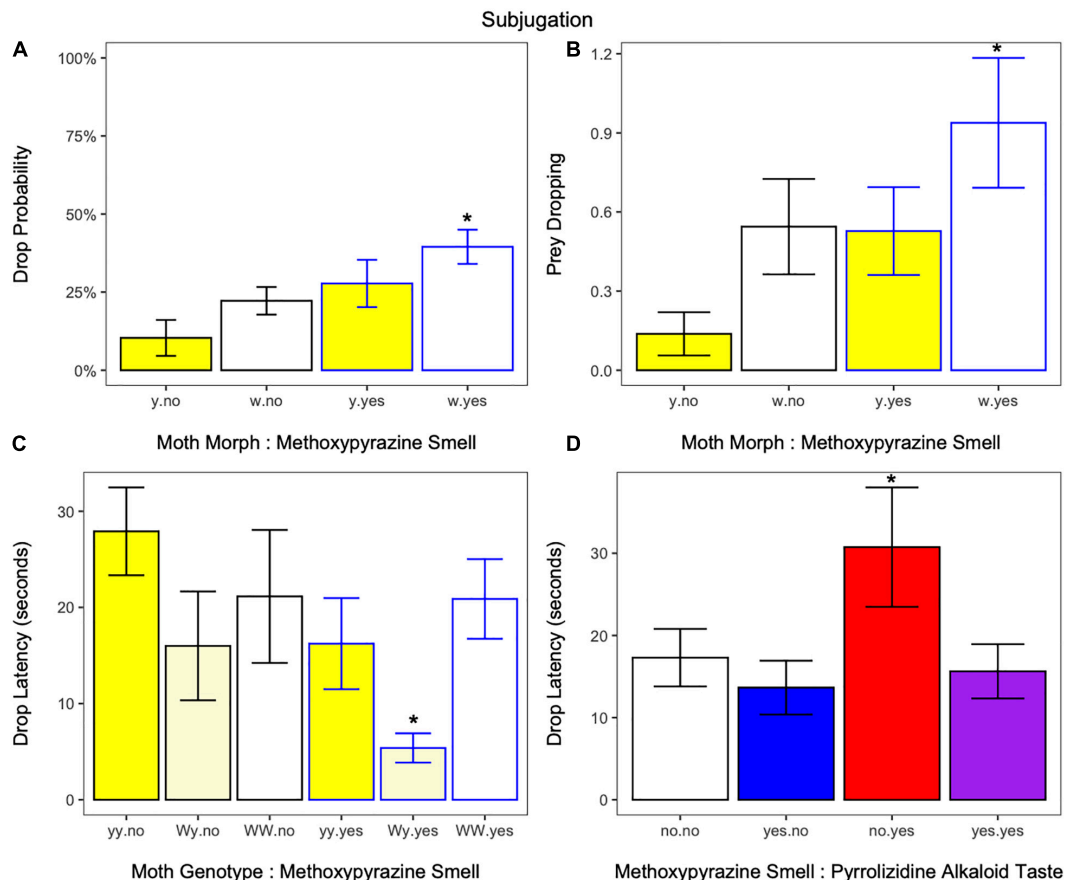 Subjugation
A
100%
75%
50%
25%
0%
Drop Probability
*
y.no w.no y.yes w.yes
Moth Morph : Methoxypyrazine Smell
B
1.2
0.9
0.6
0.3
0.0
Prey Dropping
*
y.no w.no y.yes w.yes
Moth Morph : Methoxypyrazine Smell
C
30
20
10
0
Drop Latency (seconds)
*
yy.no Wy.no WW.no yy.yes Wy.yes WW.yes
Moth Genotype : Methoxypyrazine Smell
D
30
20
10
0
Drop Latency (seconds)
*
no.no yes.no no.yes yes.yes
Methoxypyrazine Smell : Pyrrolizidine Alkaloid Taste